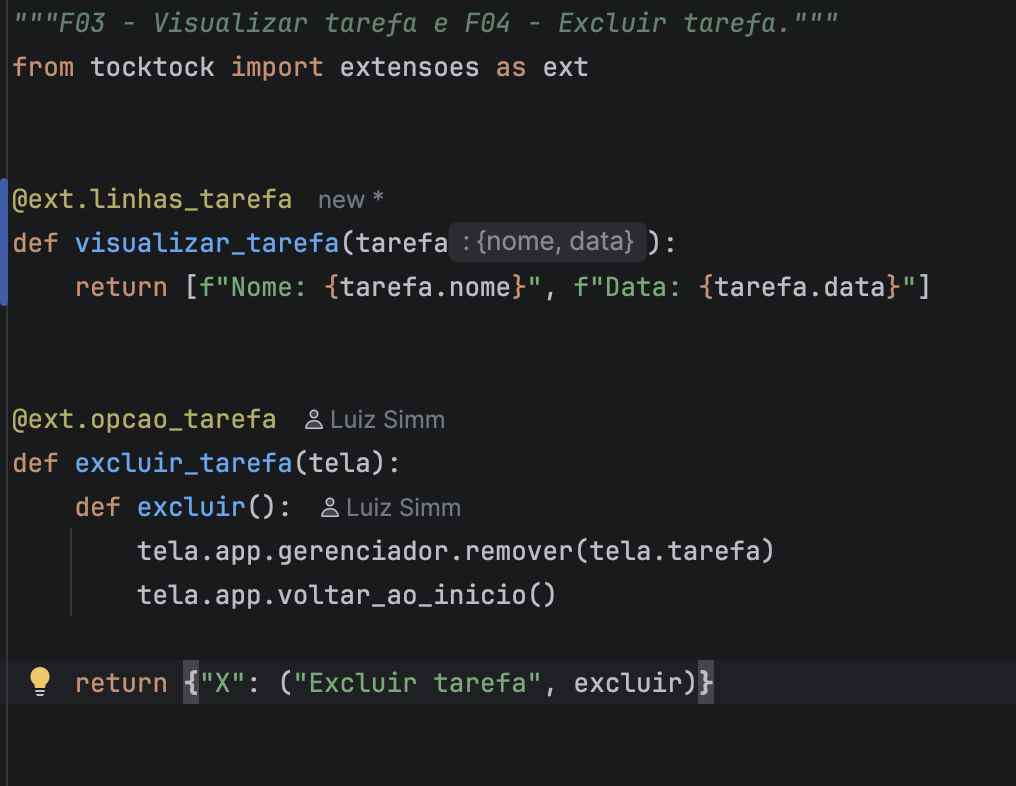 """F03 - Visualizar tarefa e F04 - Excluir tarefa."""
from tocktock import extensoes as ext
@ext.linhas_tarefa new *
def visualizar_tarefa(tarefa : {nome, data} ):
return [f"Nome: {tarefa.nome}", f"Data: {tarefa.data}"]
@ext.opcao_tarefa Luiz Simm
def excluir_tarefa(tela):
def excluir(): Luiz Simm
tela.app.gerenciador.remover(tela.tarefa)
tela.app.voltar_ao_inicio()
return {"X": ("Excluir tarefa", excluir)}